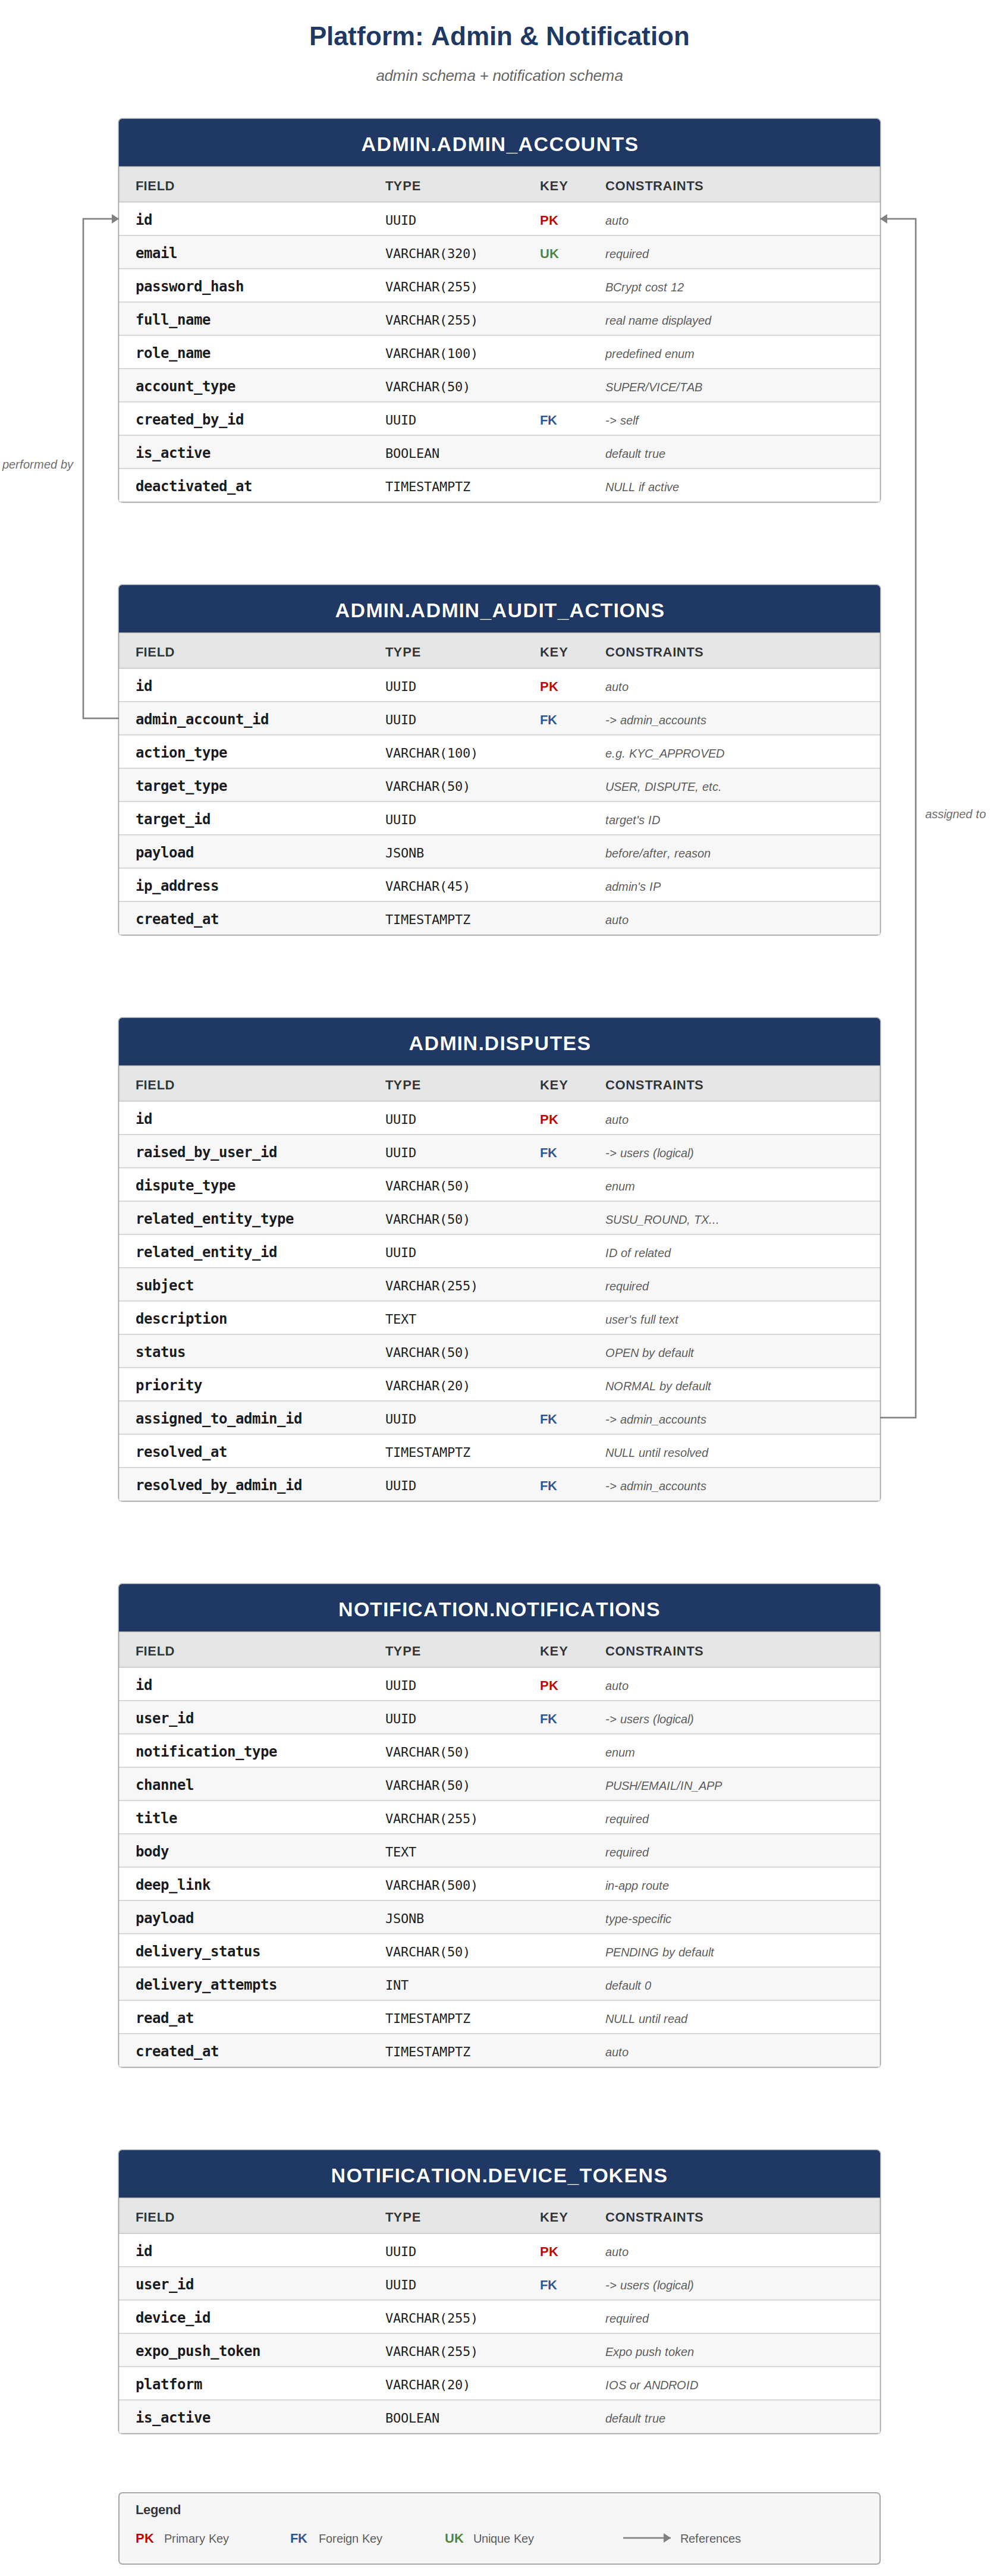 Platform: Admin & Notification
admin schema + notification schema
ADMIN.ADMIN_ACCOUNTS
FIELD TYPE KEY CONSTRAINTS
id UUID PK auto
email VARCHAR(320) UK required
password_hash VARCHAR(255) BCrypt cost 12
full_name VARCHAR(255) real name displayed
role_name VARCHAR(100) predefined enum
account_type VARCHAR(50) SUPER/VICE/TAB
created_by_id UUID FK -> self
is_active BOOLEAN default true
performed by
deactivated_at TIMESTAMPTZ NULL if active
ADMIN.ADMIN_AUDIT_ACTIONS
FIELD TYPE KEY CONSTRAINTS
id UUID PK auto
admin_account_id UUID FK -> admin_accounts
action_type VARCHAR(100) e.g. KYC_APPROVED
target_type VARCHAR(50) USER, DISPUTE, etc.
assigned to
target_id UUID target's ID
payload JSONB before/after, reason
ip_address VARCHAR(45) admin's IP
created_at TIMESTAMPTZ auto
ADMIN.DISPUTES
FIELD TYPE KEY CONSTRAINTS
id UUID PK auto
raised_by_user_id UUID FK -> users (logical)
dispute_type VARCHAR(50) enum
related_entity_type VARCHAR(50) SUSU_ROUND, TX...
related_entity_id UUID ID of related
subject VARCHAR(255) required
description TEXT user's full text
status VARCHAR(50) OPEN by default
priority VARCHAR(20) NORMAL by default
assigned_to_admin_id UUID FK -> admin_accounts
resolved_at TIMESTAMPTZ NULL until resolved
resolved_by_admin_id UUID FK -> admin_accounts
NOTIFICATION.NOTIFICATIONS
FIELD TYPE KEY CONSTRAINTS
id UUID PK auto
user_id UUID FK -> users (logical)
notification_type VARCHAR(50) enum
channel VARCHAR(50) PUSH/EMAIL/IN_APP
title VARCHAR(255) required
body TEXT required
deep_link VARCHAR(500) in-app route
payload JSONB type-specific
delivery_status VARCHAR(50) PENDING by default
delivery_attempts INT default 0
read_at TIMESTAMPTZ NULL until read
created_at TIMESTAMPTZ auto
NOTIFICATION.DEVICE_TOKENS
FIELD TYPE KEY CONSTRAINTS
id UUID PK auto
user_id UUID FK -> users (logical)
device_id VARCHAR(255) required
expo_push_token VARCHAR(255) Expo push token
platform VARCHAR(20) IOS or ANDROID
is_active BOOLEAN default true
Legend
PK Primary Key FK Foreign Key UK Unique Key References